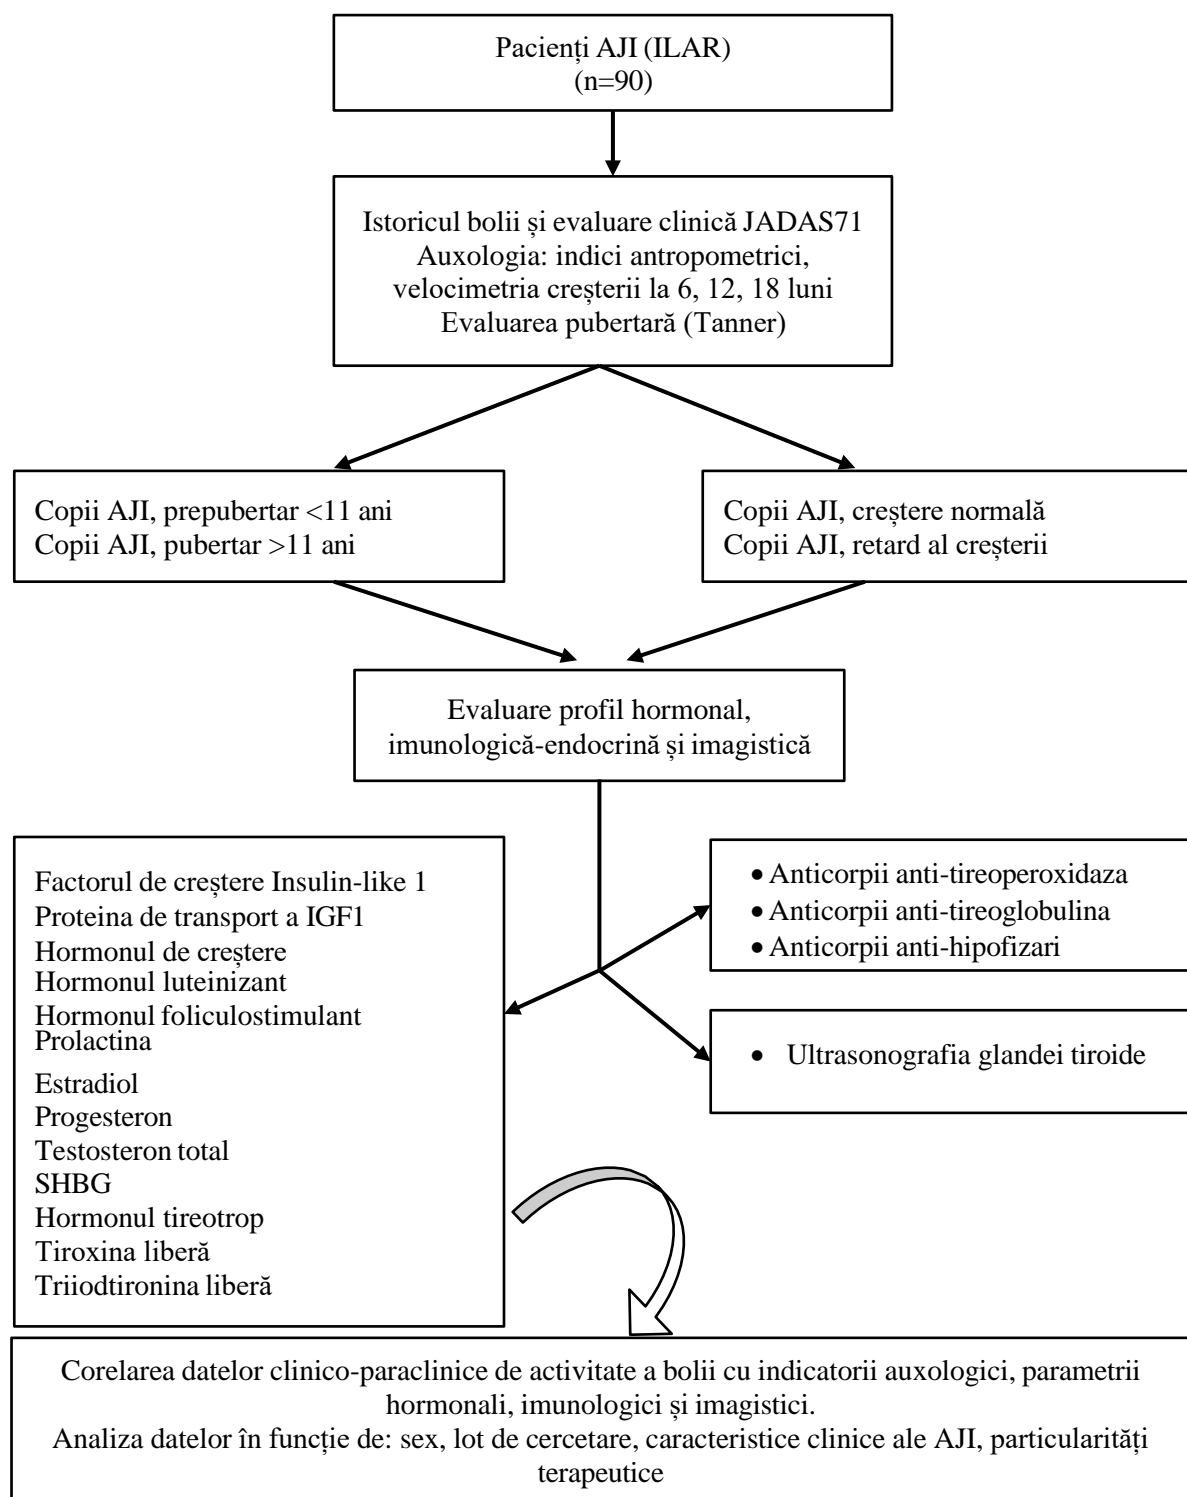 Pacienți AJI (ILAR)
(n=90)
Istoricul bolii și evaluare clinică JADAS71
Auxologia: indici antropometrici,
velocimetria creșterii la 6, 12, 18 luni
Evaluarea pubertară (Tanner)
Copii AJI, prepubertar <11 ani
Copii AJI, pubertar >11 ani
Copii AJI, creștere normală
Copii AJI, retard al creșterii
Evaluare profil hormonal,
imunologică-endocrină și imagistică
Factorul de creștere Insulin-like 1
Proteina de transport a IGF1
Hormonul de creștere
Hormonul luteinizant
Hormonul foliculostimulant
Prolactina
Estradiol
Progesteron
Testosteron total
SHBG
Hormonul tireotrop
Tiroxina liberă
Triiodtironina liberă
• Anticorpii anti-tireoperoxidaza
• Anticorpii anti-tireoglobulina
• Anticorpii anti-hipofizari
• Ultrasonografia glandei tiroide
Corelarea datelor clinico-paraclinice de activitate a bolii cu indicatorii auxologici, parametrii
hormonali, imunologici și imagistici.
Analiza datelor în funcție de: sex, lot de cercetare, caracteristice clinice ale AJI, particularități
terapeutice